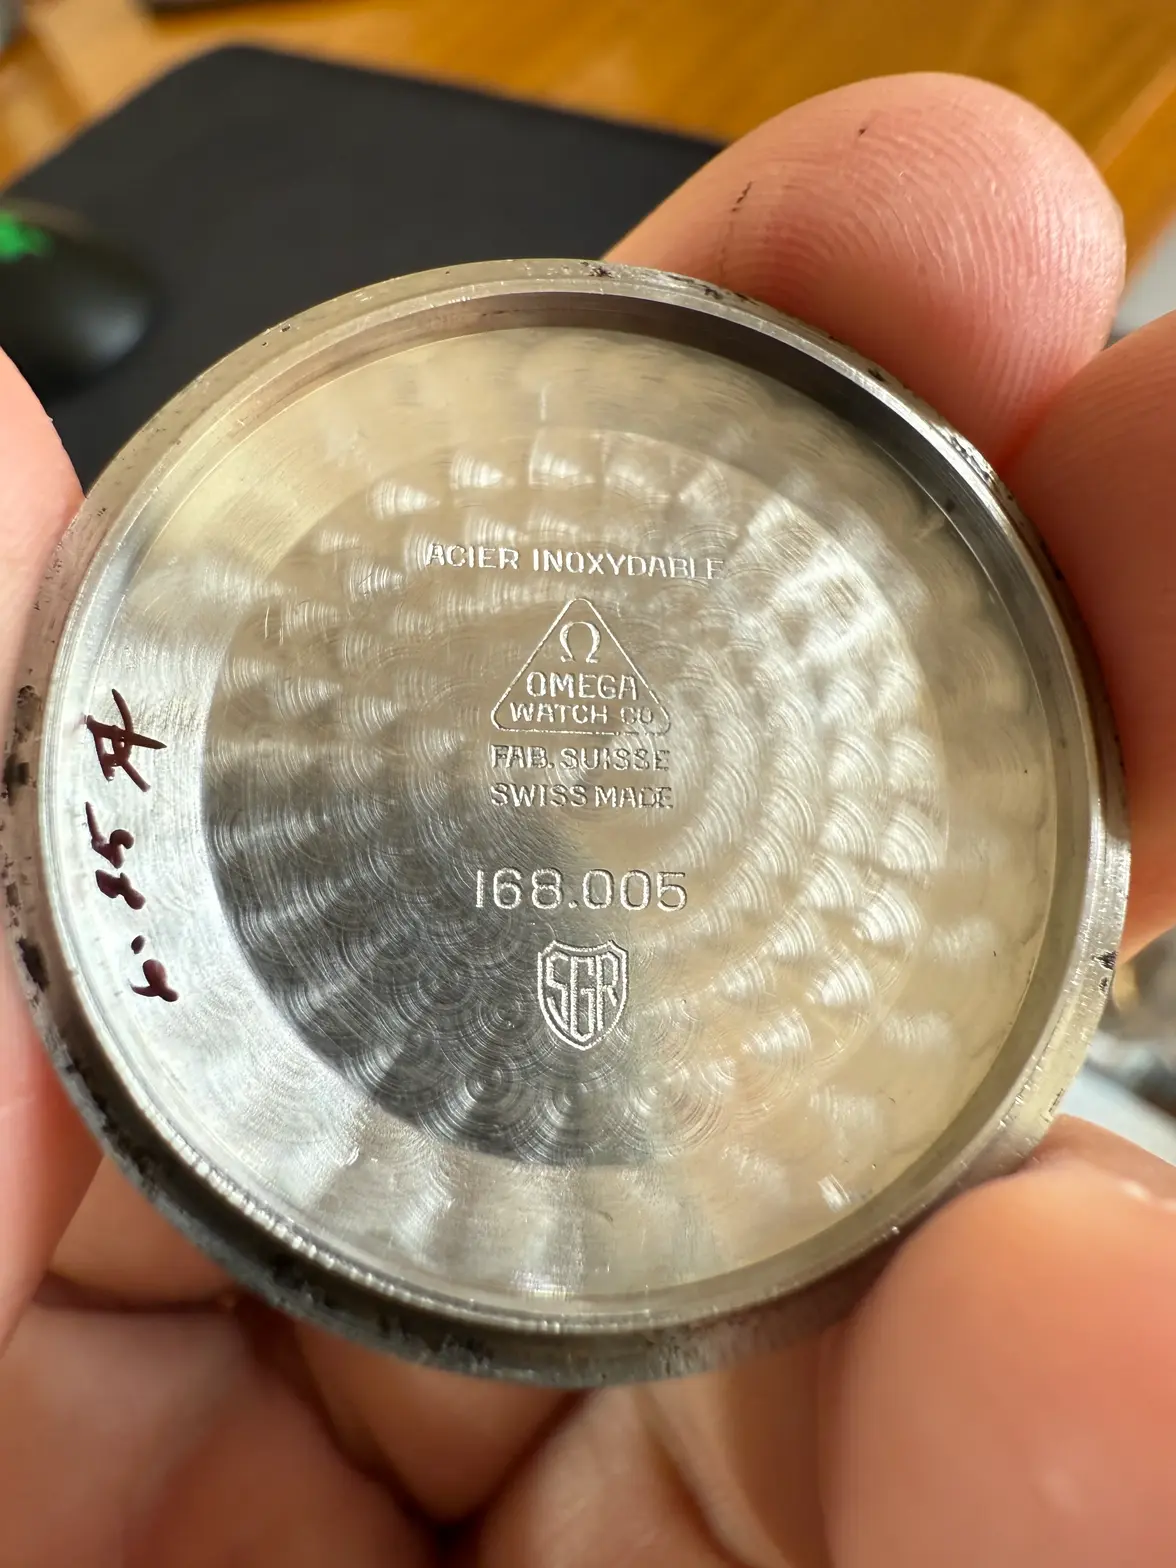 ACIER INOXYDABLE
Ω
OMEGA
WATCH CO
FAB. SUISSE
SWISS MADE
168.005
SGR